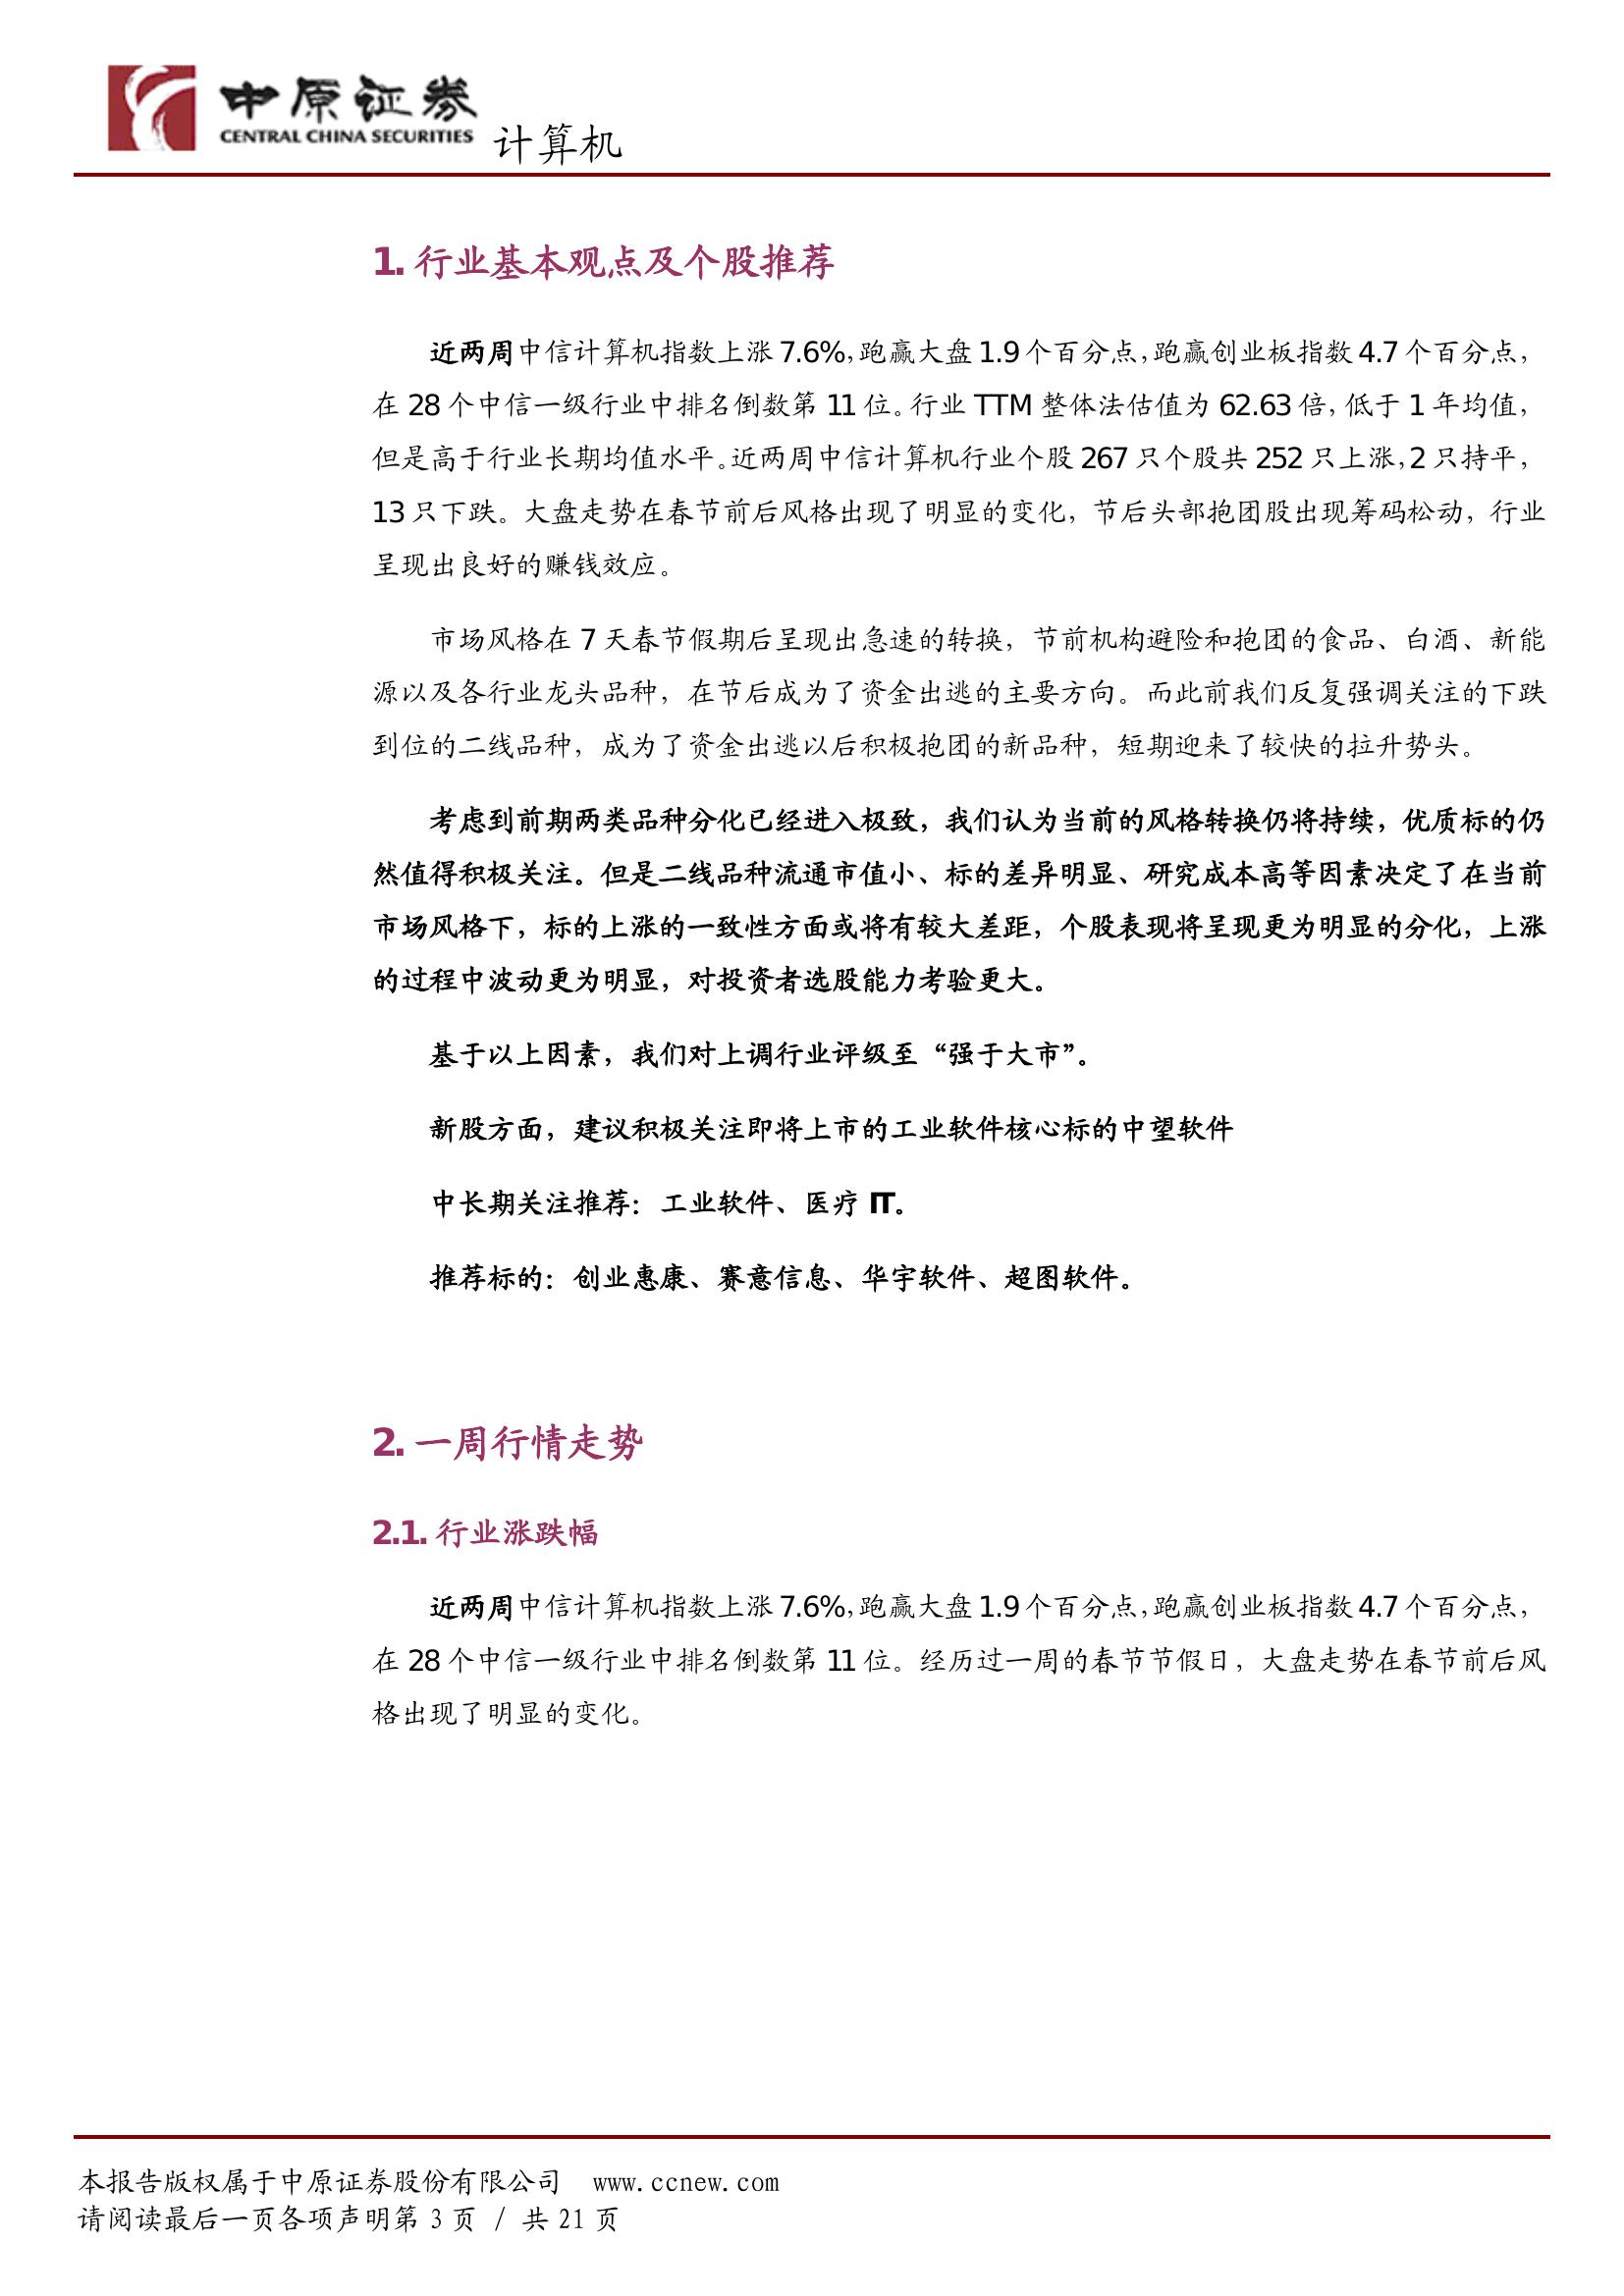 中原证券
CENTRAL CHINA SECURITIES
计算机
1. 行业基本观点及个股推荐
近两周中信计算机指数上涨 7.6%，跑赢大盘 1.9 个百分点，跑赢创业板指数 4.7 个百分点，
在 28 个中信一级行业中排名倒数第 11 位。行业 TTM 整体法估值为 62.63 倍，低于 1 年均值，
但是高于行业长期均值水平。近两周中信计算机行业个股 267 只个股共 252 只上涨，2 只持平，
13 只下跌。大盘走势在春节前后风格出现了明显的变化，节后头部抱团股出现筹码松动，行业
呈现出良好的赚钱效应。
市场风格在 7 天春节假期后呈现出急速的转换，节前机构避险和抱团的食品、白酒、新能
源以及各行业龙头品种，在节后成为了资金出逃的主要方向。而此前我们反复强调关注的下跌
到位的二线品种，成为了资金出逃以后积极抱团的新品种，短期迎来了较快的拉升势头。
考虑到前期两类品种分化已经进入极致，我们认为当前的风格转换仍将持续，优质标的仍
然值得积极关注。但是二线品种流通市值小、标的差异明显、研究成本高等因素决定了在当前
市场风格下，标的上涨的一致性方面或将有较大差距，个股表现将呈现更为明显的分化，上涨
的过程中波动更为明显，对投资者选股能力考验更大。
基于以上因素，我们对上调行业评级至“强于大市”。
新股方面，建议积极关注即将上市的工业软件核心标的中望软件
中长期关注推荐：工业软件、医疗 IT。
推荐标的：创业惠康、赛意信息、华宇软件、超图软件。
2. 一周行情走势
2.1. 行业涨跌幅
近两周中信计算机指数上涨 7.6%，跑赢大盘 1.9 个百分点，跑赢创业板指数 4.7 个百分点，
在 28 个中信一级行业中排名倒数第 11 位。经历过一周的春节节假日，大盘走势在春节前后风
格出现了明显的变化。
本报告版权属于中原证券股份有限公司 www.ccnew.com
请阅读最后一页各项声明第 3 页 / 共 21 页